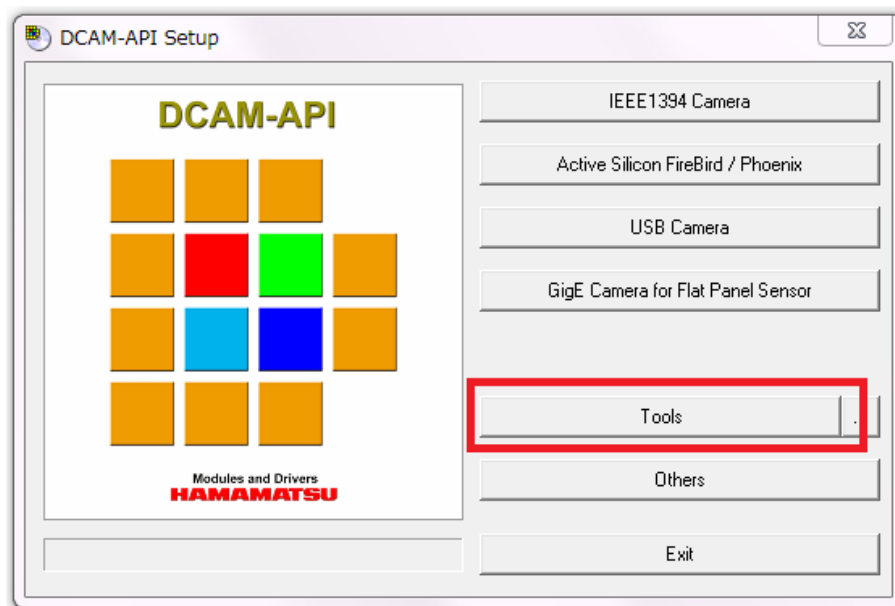 DCAM-API Setup
DCAM-API
Modules and Drivers
HAMAMATSU
IEEE1394 Camera
Active Silicon FireBird / Phoenix
USB Camera
GigE Camera for Flat Panel Sensor
Tools
Others
Exit